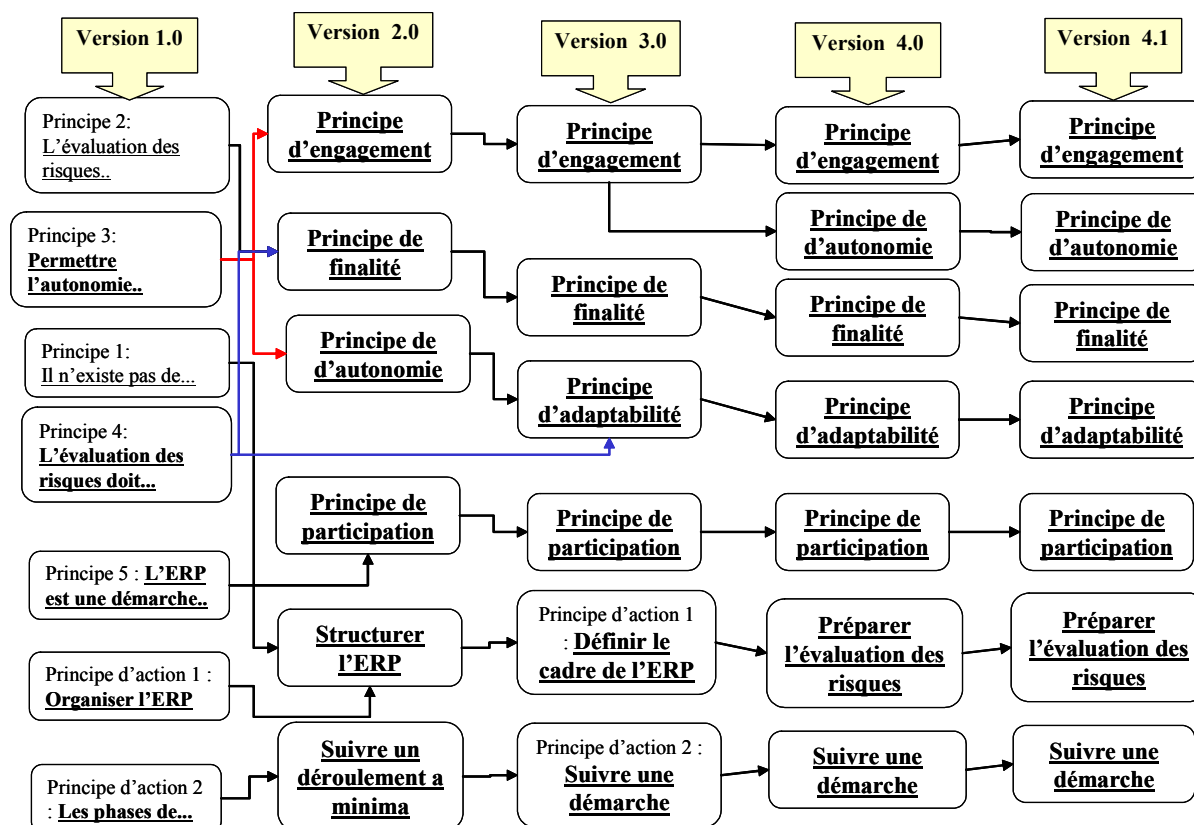 Version 1.0
Version 2.0
Version 3.0
Version 4.0
Version 4.1
Principe 2:
L'évaluation des
risques..
Principe 3:
Permettre
l'autonomie..
Principe 1:
Il n'existe pas de...
Principe 4:
L'évaluation des
risques doit...
Principe 5 : L'ERP
est une démarche..
Principe d'action 1 :
Organiser l'ERP
Principe d'action 2
: Les phases de...
Principe
d'engagement
Principe de
finalité
Principe de
d'autonomie
Principe de
participation
Structurer
l'ERP
Suivre un
déroulement a
minima
Principe
d'engagement
Principe de
finalité
Principe
d'adaptabilité
Principe de
participation
Principe d'action 1
: Définir le
cadre de l'ERP
Principe d'action 2 :
Suivre une
démarche
Principe
d'engagement
Principe de
d'autonomie
Principe de
finalité
Principe
d'adaptabilité
Principe de
participation
Préparer
l'évaluation des
risques
Suivre une
démarche
Principe
d'engagement
Principe de
d'autonomie
Principe de
finalité
Principe
d'adaptabilité
Principe de
participation
Préparer
l'évaluation des
risques
Suivre une
démarche